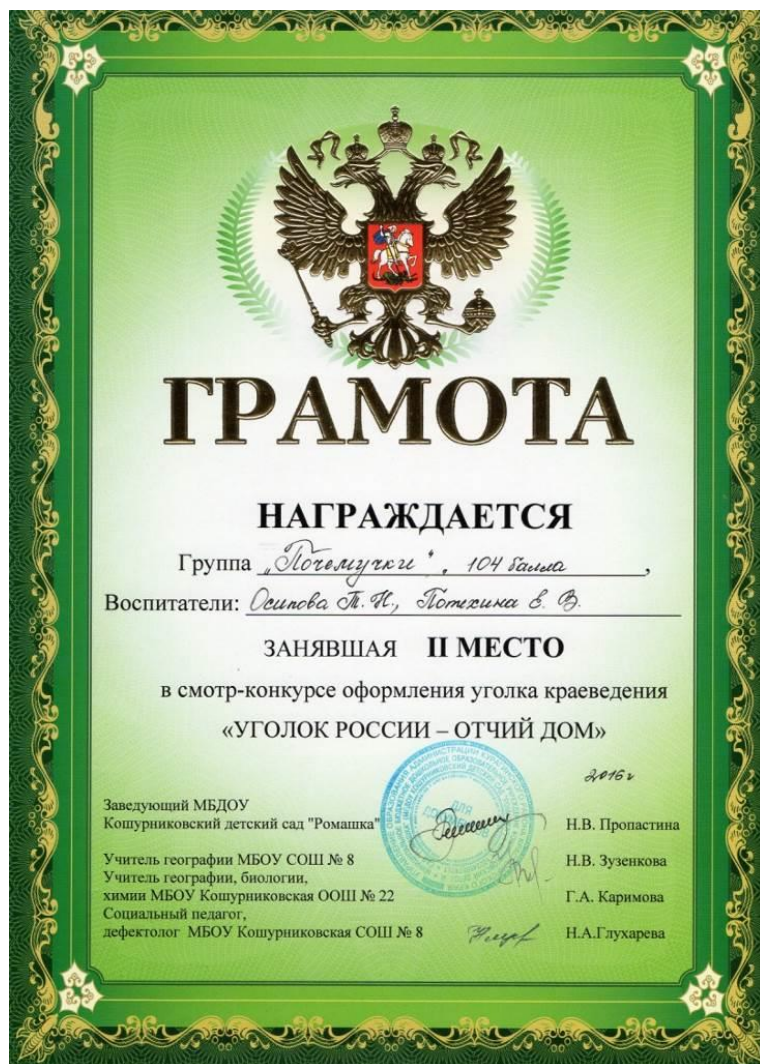 ГРАМОТА
НАГРАЖДАЕТСЯ
Группа „Почемучки“, 104 балла,
Воспитатели: Осипова Т. Н., Потехина Е. В.
ЗАНЯВШАЯ II МЕСТО
в смотр-конкурсе оформления уголка краеведения
«УГОЛОК РОССИИ – ОТЧИЙ ДОМ»
2016г
Заведующий МБДОУ
Кошурниковский детский сад "Ромашка" Н.В. Пропастина
Учитель географии МБОУ СОШ № 8 Н.В. Зузенкова
Учитель географии, биологии,
химии МБОУ Кошурниковская ООШ № 22 Г.А. Каримова
Социальный педагог,
дефектолог МБОУ Кошурниковская СОШ № 8 Н.А.Глухарева